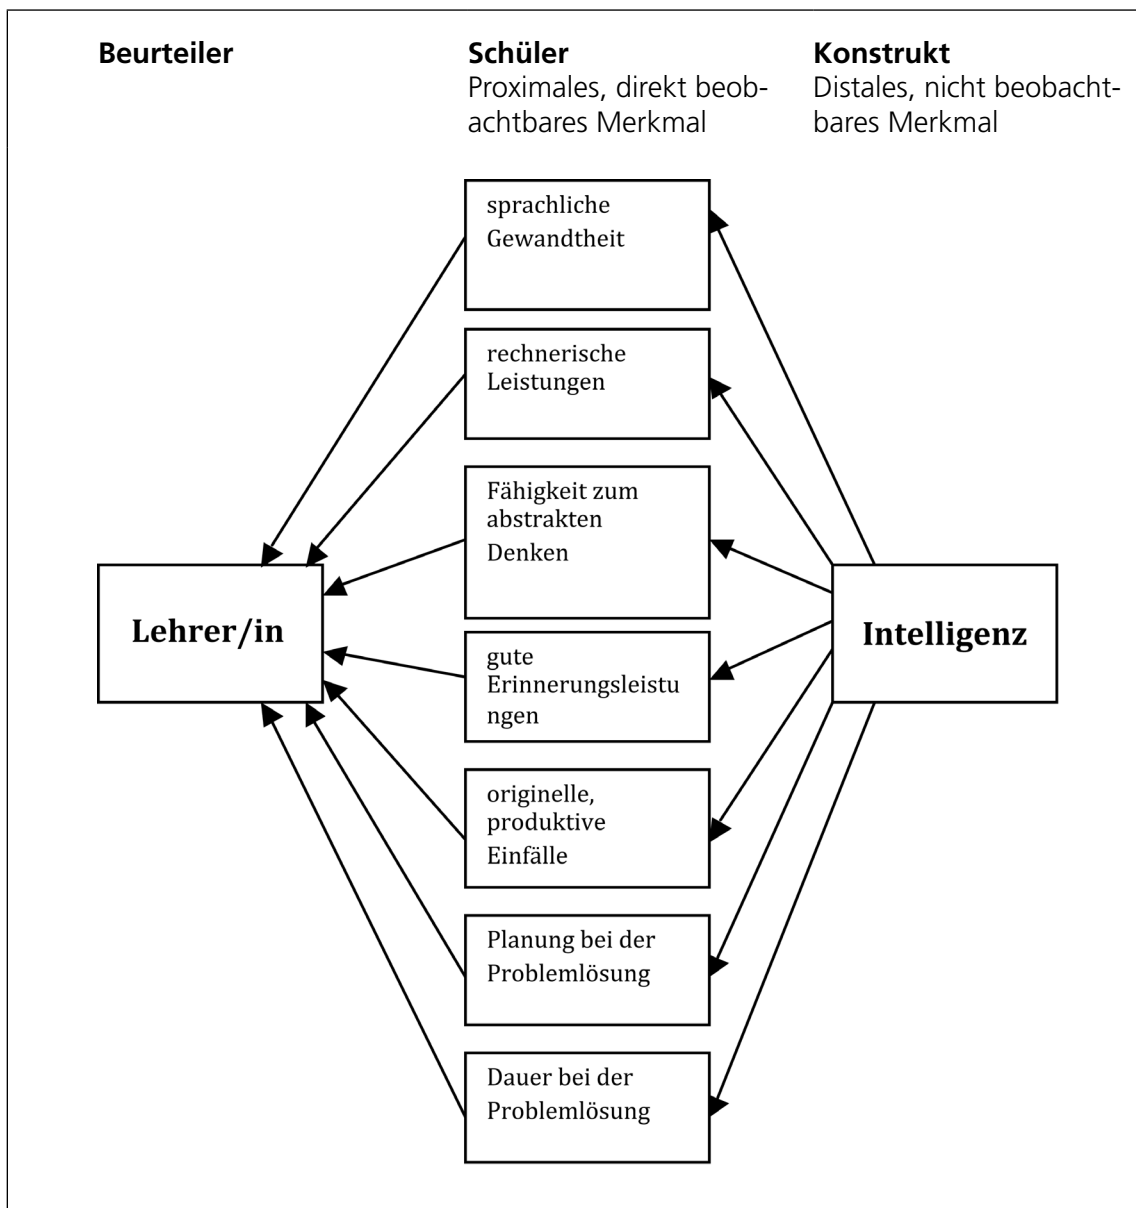 Beurteiler
Schüler
Proximales, direkt beob-
achtbares Merkmal
Konstrukt
Distales, nicht beobacht-
bares Merkmal
sprachliche
Gewandtheit
rechnerische
Leistungen
Fähigkeit zum
abstrakten
Denken
Lehrer/in
Intelligenz
gute
Erinnerungsleistu
ngen
originelle,
produktive
Einfälle
Planung bei der
Problemlösung
Dauer bei der
Problemlösung